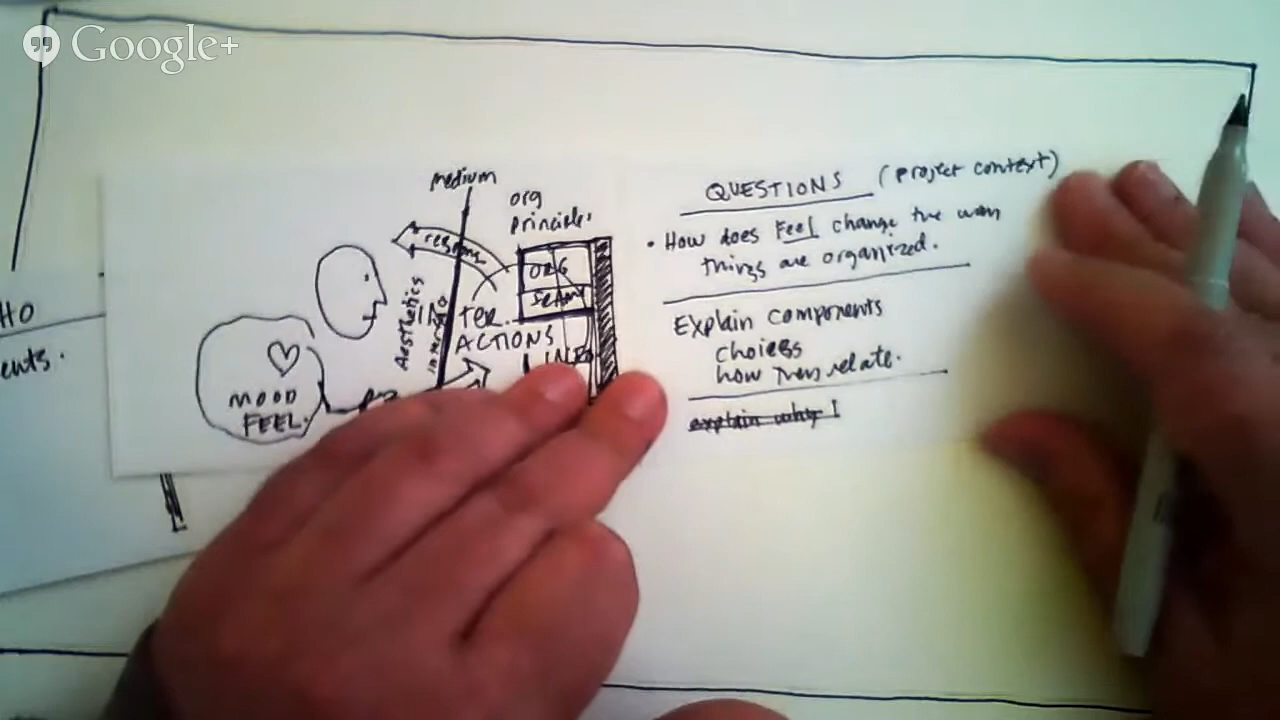 Google+
medium
org
principles
QUESTIONS (project context)
• How does Feel change the way
things are organized.
response
ORG
Aesthetics
INTER
ACTIONS
Explain components
choices
how they relate.
MOOD
FEEL.
explain why I
HO
ents.